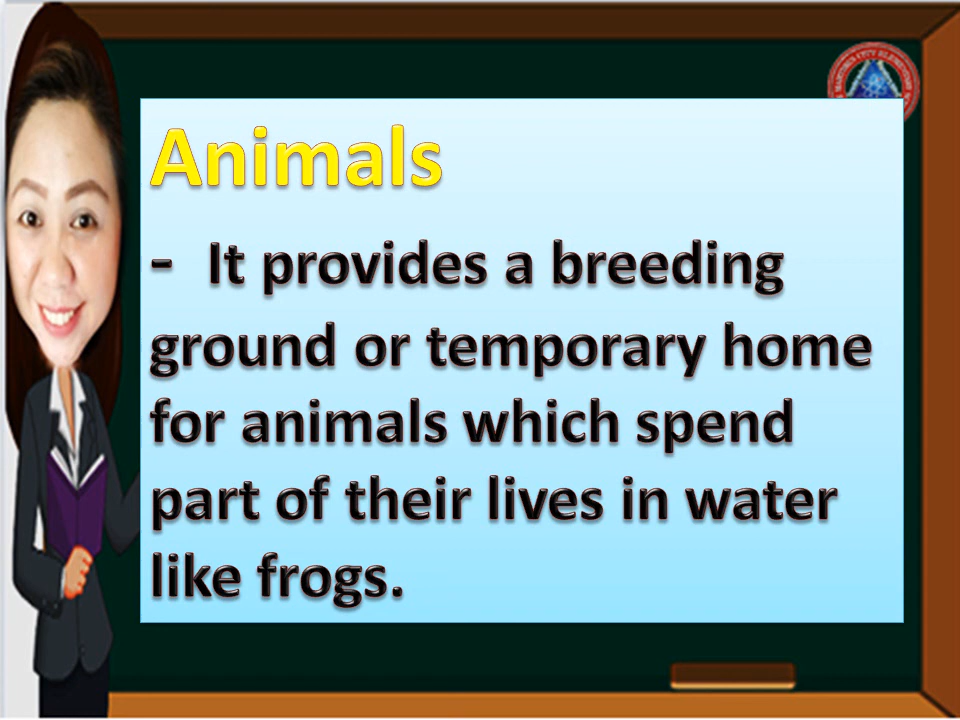 Animals
- It provides a breeding
ground or temporary home
for animals which spend
part of their lives in water
like frogs.